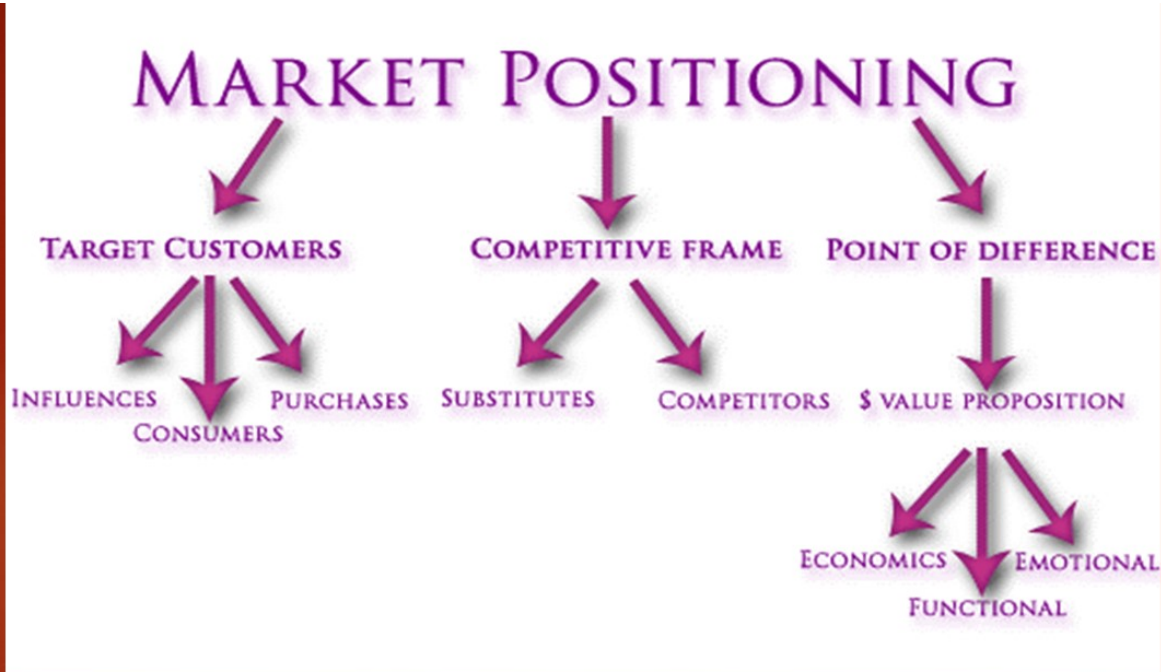 Market Positioning
Target Customers
Competitive frame
Point of difference
Influences
Consumers
Purchases
Substitutes
Competitors
$ value proposition
Economics
Functional
Emotional